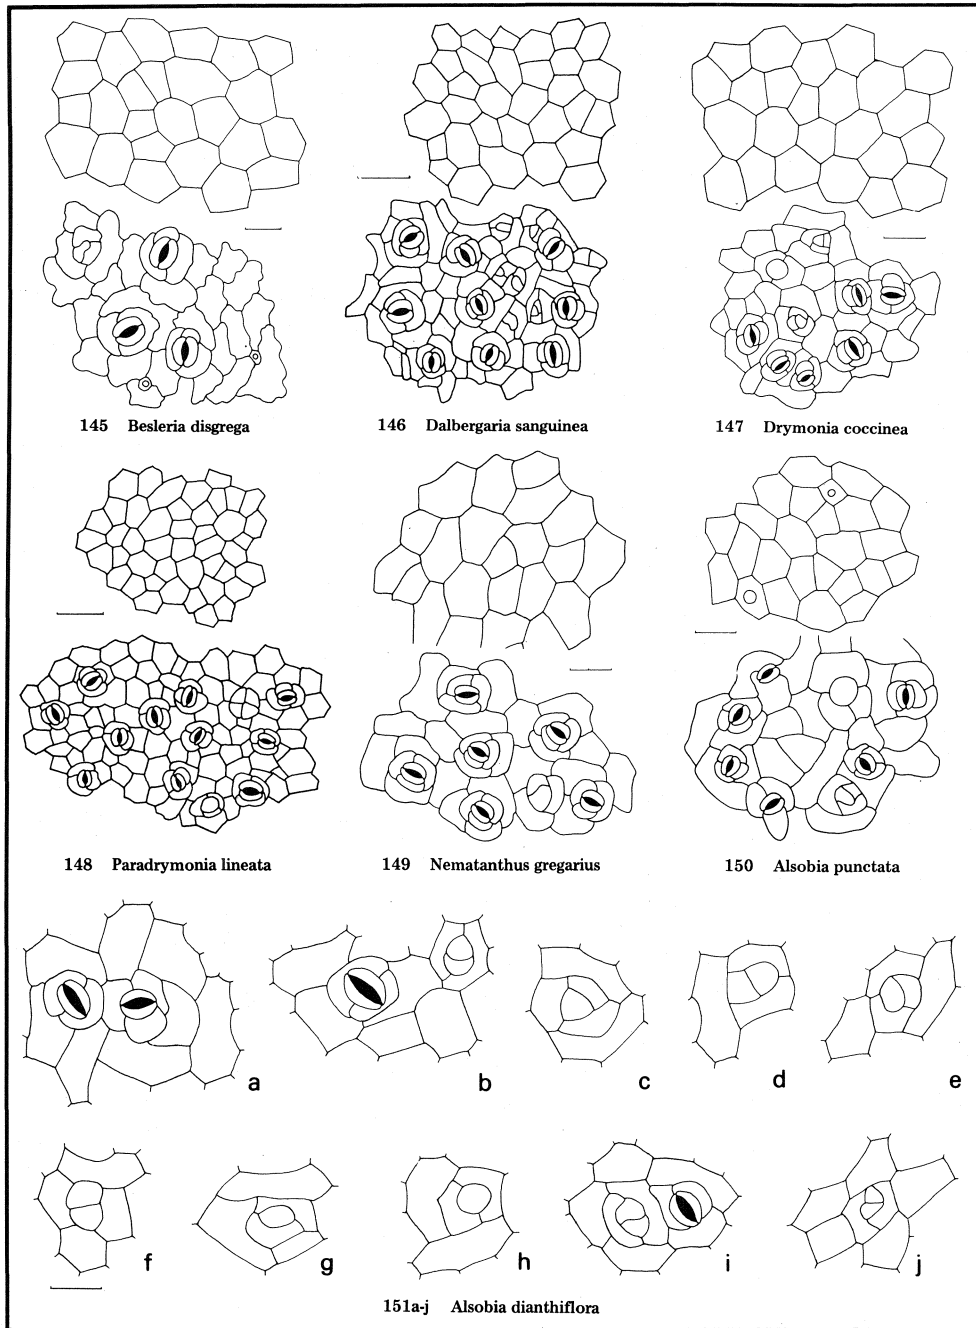 145 Besleria disgrega
146 Dalbergaria sanguinea
147 Drymonia coccinea
148 Paradrymonia lineata
149 Nematanthus gregarius
150 Alsobia punctata
a
b
c
d
e
f
g
h
i
j
151a-j Alsobia dianthiflora